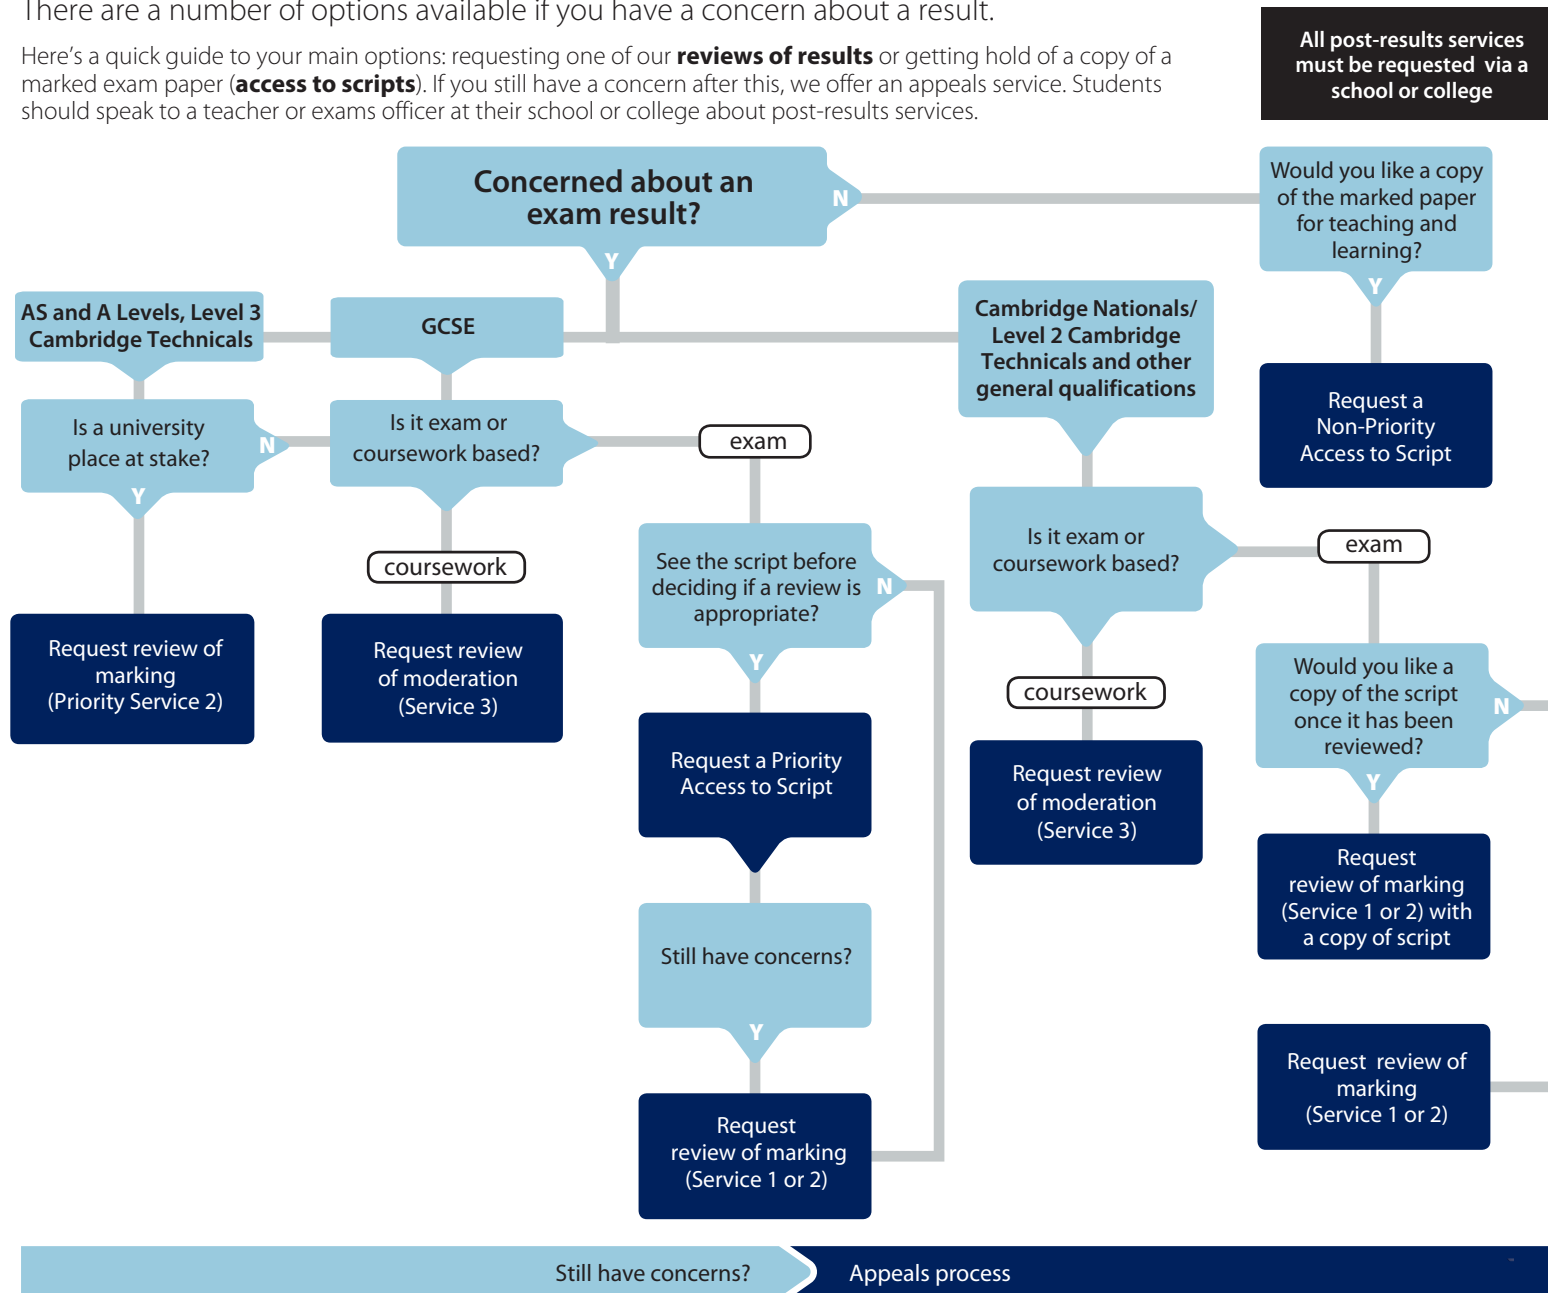 There are a number of options available if you have a concern about a result.
Here’s a quick guide to your main options: requesting one of our reviews of results or getting hold of a copy of a
marked exam paper (access to scripts). If you still have a concern after this, we offer an appeals service. Students
should speak to a teacher or exams officer at their school or college about post-results services.
All post-results services
must be requested via a
school or college
Concerned about an
exam result?
N
Y
Would you like a copy
of the marked paper
for teaching and
learning?
Y
Request a
Non-Priority
Access to Script
AS and A Levels, Level 3
Cambridge Technicals
Is a university
place at stake?
N
Y
Request review of
marking
(Priority Service 2)
GCSE
Is it exam or
coursework based?
coursework
Request review
of moderation
(Service 3)
exam
See the script before
deciding if a review is
appropriate?
N
Y
Request a Priority
Access to Script
Still have concerns?
Y
Request
review of marking
(Service 1 or 2)
Cambridge Nationals/
Level 2 Cambridge
Technicals and other
general qualifications
Is it exam or
coursework based?
coursework
Request review
of moderation
(Service 3)
exam
Would you like a
copy of the script
once it has been
reviewed?
N
Y
Request
review of marking
(Service 1 or 2) with
a copy of script
Request review of
marking
(Service 1 or 2)
Still have concerns?
Appeals process